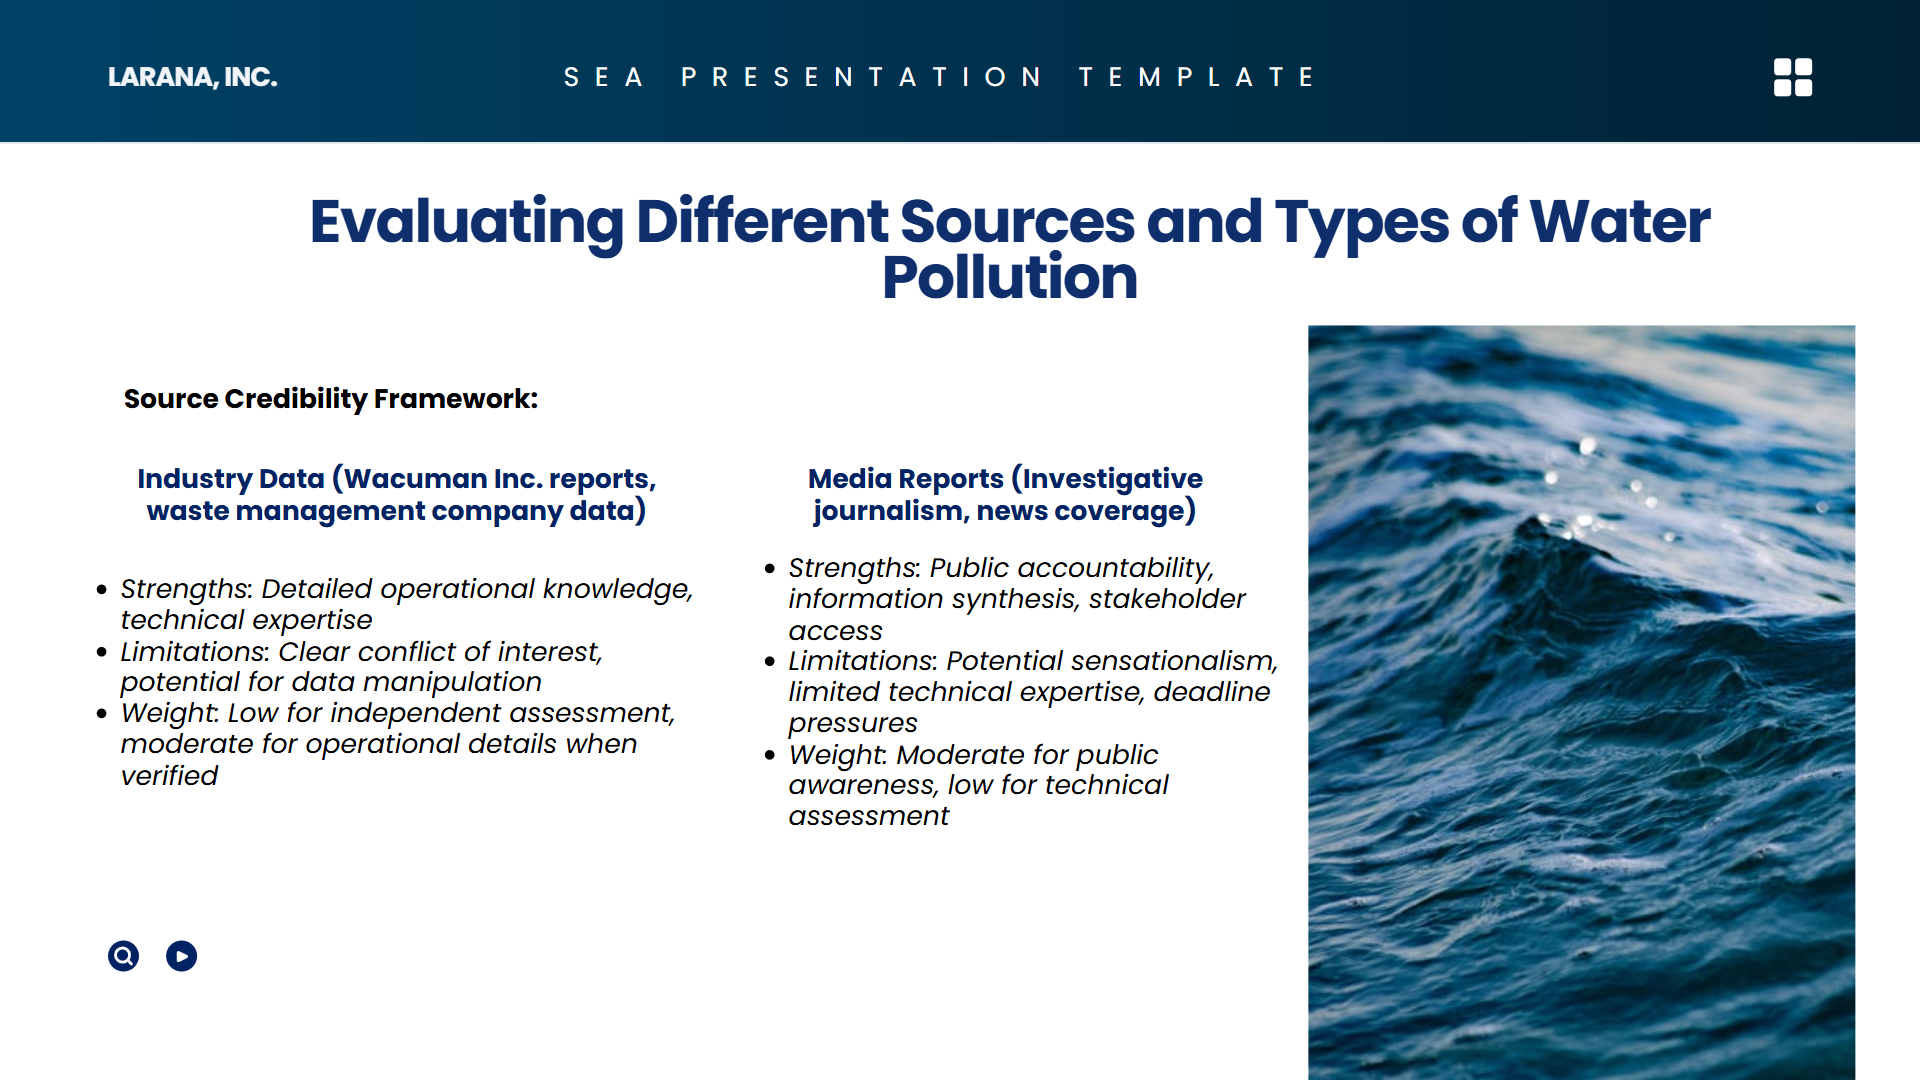 LARANA, INC.
SEA PRESENTATION TEMPLATE
Evaluating Different Sources and Types of Water
Pollution
Source Credibility Framework:
Industry Data (Wacuman Inc. reports,
waste management company data)
• Strengths: Detailed operational knowledge,
technical expertise
• Limitations: Clear conflict of interest,
potential for data manipulation
• Weight: Low for independent assessment,
moderate for operational details when
verified
Media Reports (Investigative
journalism, news coverage)
• Strengths: Public accountability,
information synthesis, stakeholder
access
• Limitations: Potential sensationalism,
limited technical expertise, deadline
pressures
• Weight: Moderate for public
awareness, low for technical
assessment